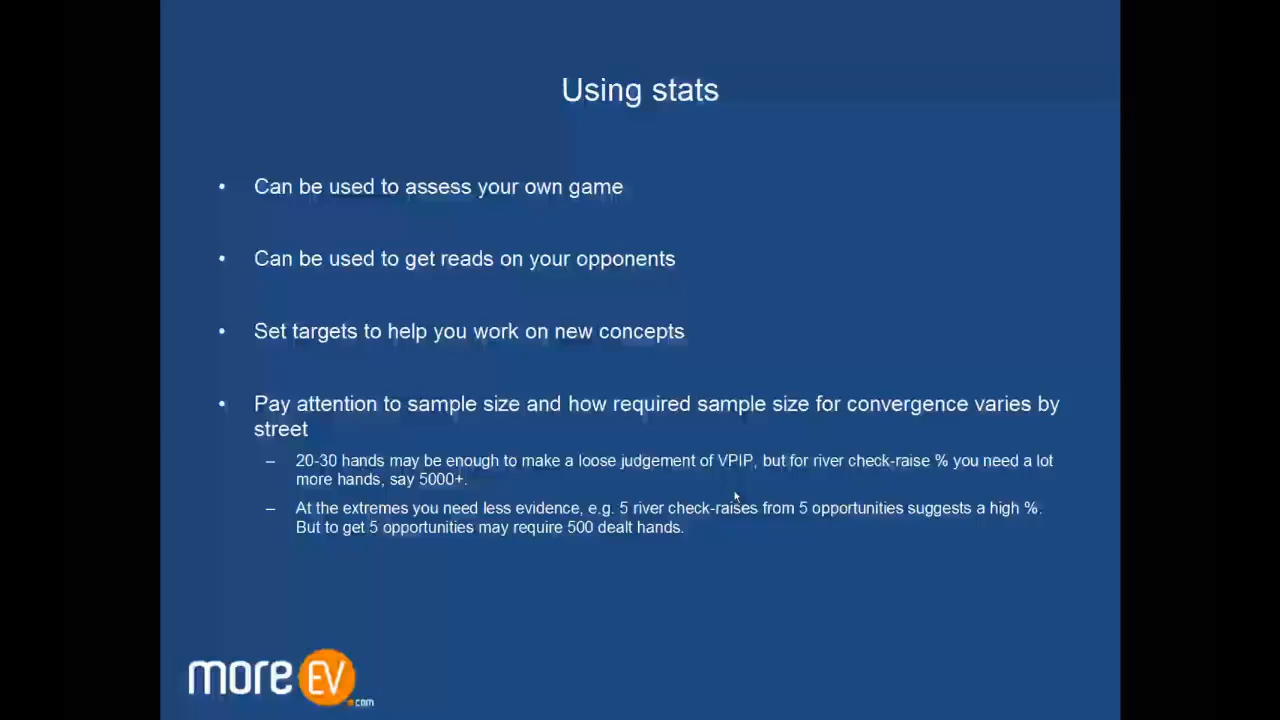 Using stats
• Can be used to assess your own game
• Can be used to get reads on your opponents
• Set targets to help you work on new concepts
• Pay attention to sample size and how required sample size for convergence varies by
street
– 20-30 hands may be enough to make a loose judgement of VPIP, but for river check-raise % you need a lot
more hands, say 5000+.
– At the extremes you need less evidence, e.g. 5 river check-raises from 5 opportunities suggests a high %.
But to get 5 opportunities may require 500 dealt hands.
more EV.com